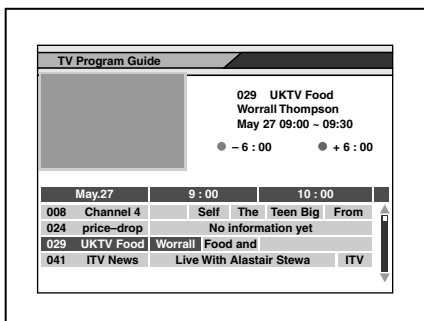 TV Program Guide
029 UKTV Food
Worrall Thompson
May 27 09:00 ~ 09:30
– 6 : 00 + 6 : 00
May.27 9 : 00 10 : 00
008 Channel 4 Self The Teen Big From
024 price–drop No information yet
029 UKTV Food Worrall Food and
041 ITV News Live With Alastair Stewa ITV